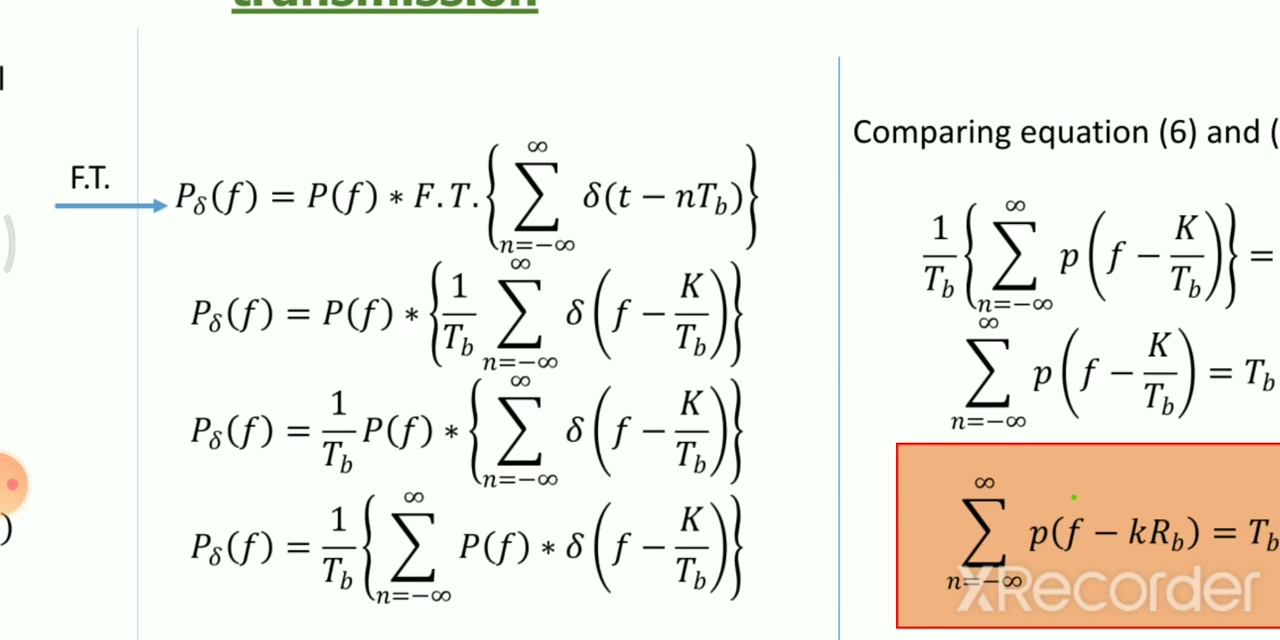 transmission
F.T.
P_δ(f) = P(f) * F.T.{∑_{n=−∞}^{∞} δ(t − nT_b)}
P_δ(f) = P(f) * {1/T_b ∑_{n=−∞}^{∞} δ(f − K/T_b)}
P_δ(f) = 1/T_b P(f) * {∑_{n=−∞}^{∞} δ(f − K/T_b)}
P_δ(f) = 1/T_b {∑_{n=−∞}^{∞} P(f) * δ(f − K/T_b)}
)
Comparing equation (6) and (
1/T_b {∑_{n=−∞}^{∞} p(f − K/T_b)} =
∑_{n=−∞}^{∞} p(f − K/T_b) = T_b
∑_{n=−∞}^{∞} p(f − kR_b) = T_b
XRecorder